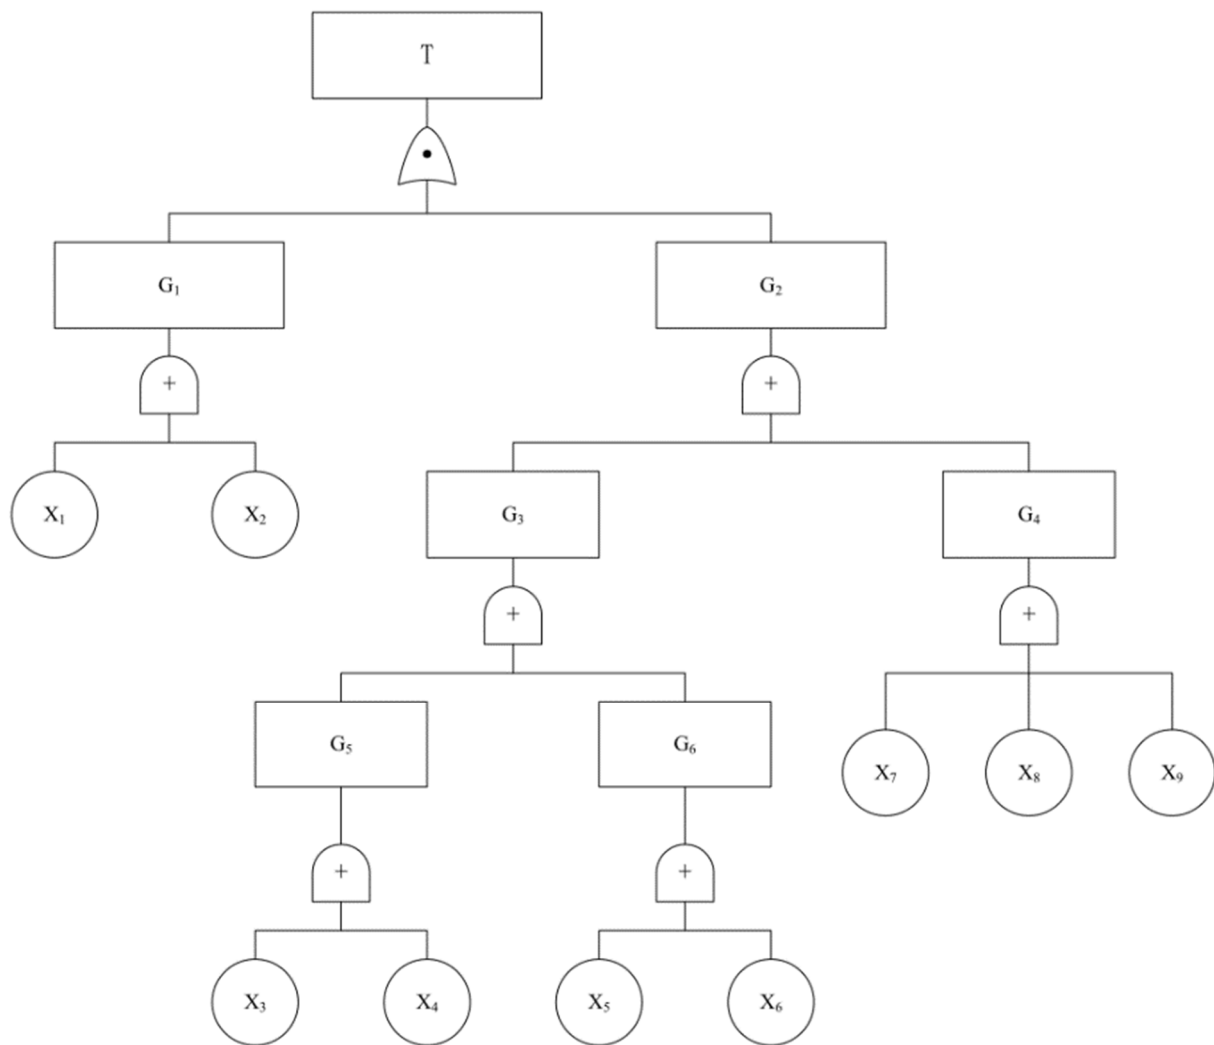 T
G₁
G₂
+
+
X₁
X₂
G₃
G₄
+
+
G₅
G₆
X₇
X₈
X₉
+
+
X₃
X₄
X₅
X₆